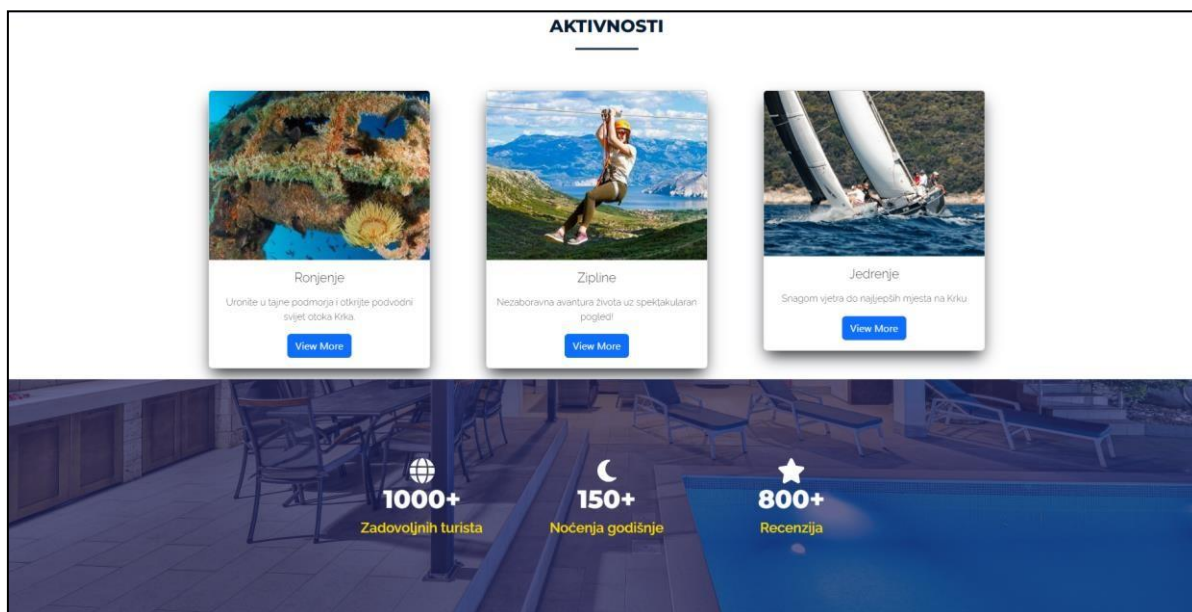 AKTIVNOSTI
Ronjenje
Uronite u tajne podmorja i otkrijte podvodni
svijet otoka Krka.
View More
Zipline
Nezaboravna avantura života uz spektakularan
pogled!
View More
Jedrenje
Snagom vjetra do najljepših mjesta na Krku.
View More
1000+
Zadovoljnih turista
150+
Noćenja godišnje
800+
Recenzija